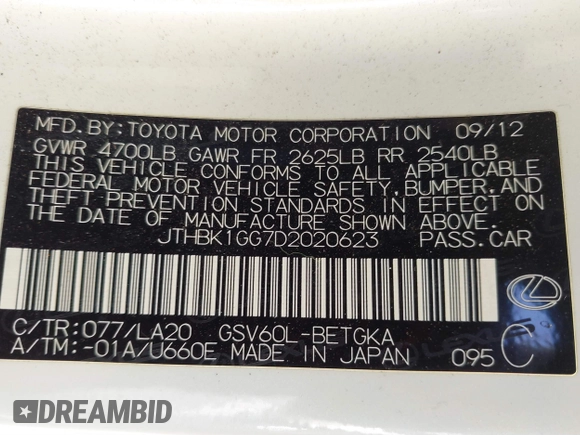 MFD.BY:TOYOTA MOTOR CORPORATION 09/12
GVWR 4700LB GAWR FR 2625LB RR 2540LB
THIS VEHICLE CONFORMS TO ALL APPLICABLE
FEDERAL MOTOR VEHICLE SAFETY,BUMPER,AND
THEFT PREVENTION STANDARDS IN EFFECT ON
THE DATE OF MANUFACTURE SHOWN ABOVE.
JTHBK1GG7D2020623 PASS.CAR
C/TR:077/LA20 GSV60L-BETGKA
A/TM:-01A/U660E MADE IN JAPAN 095 C
DREAMBID